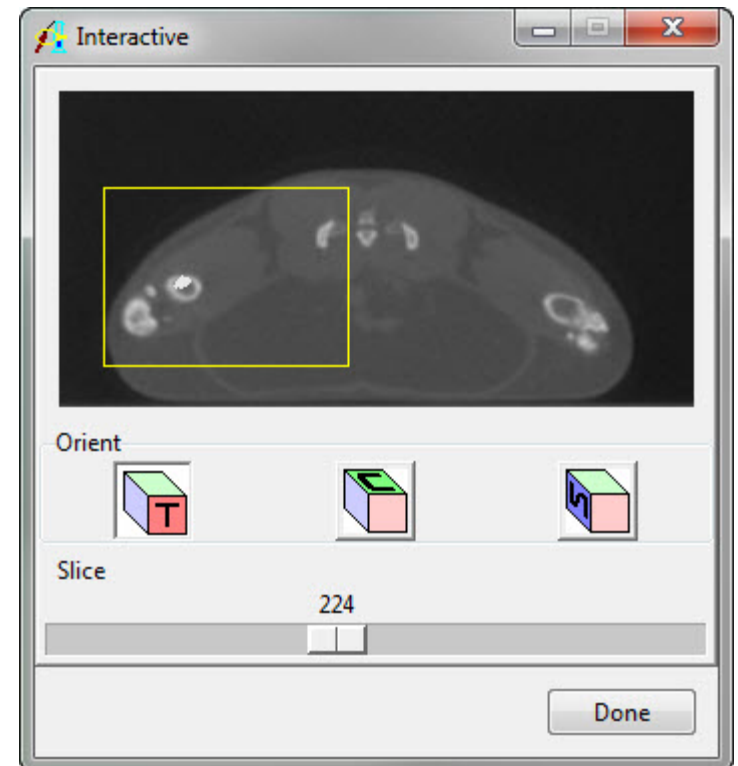 Interactive
Orient
T
C
S
Slice
224
Done